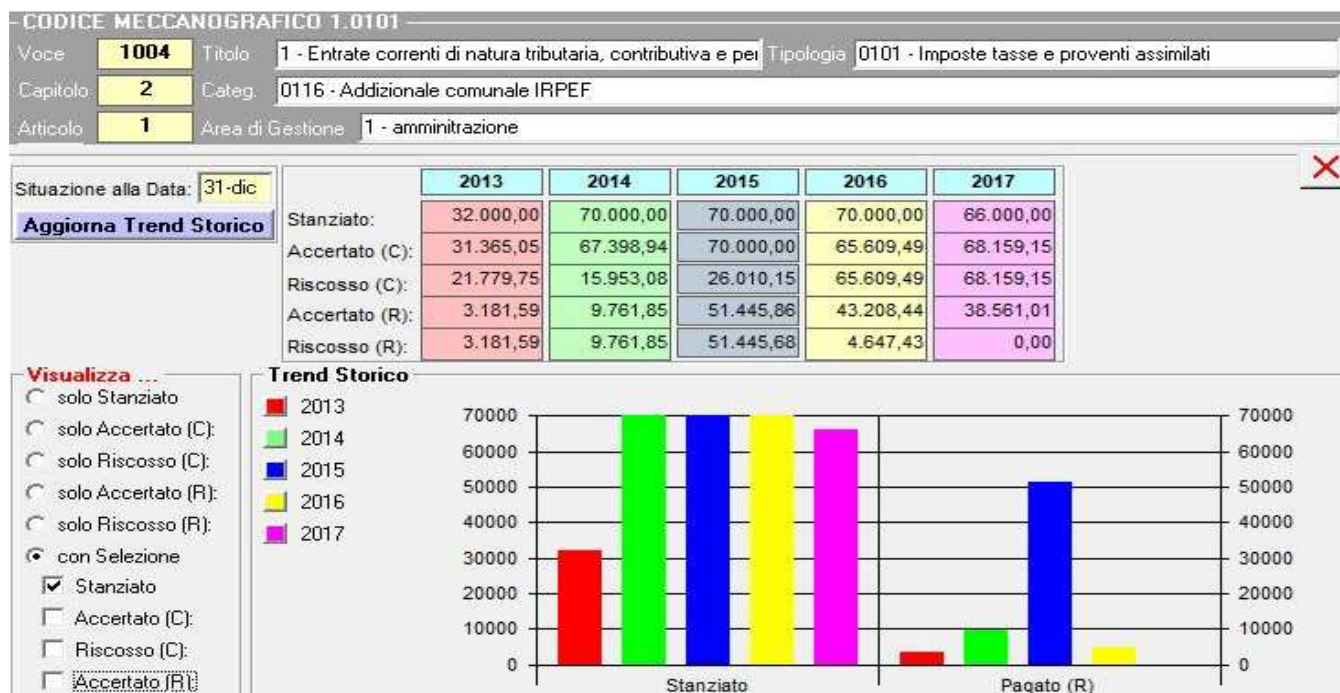 CODICE MECCANOGRAFICO 1.0101
Voce 1004 Titolo 1 - Entrate correnti di natura tributaria, contributiva e per Tipologia 0101 - Imposte tasse e proventi assimilati
Capitolo 2 Categ. 0116 - Addizionale comunale IRPEF
Articolo 1 Area di Gestione 1 - amminitrazione
Situazione alla Data: 31-dic
Aggiorna Trend Storico
2013 2014 2015 2016 2017
Stanziato: 32.000,00 70.000,00 70.000,00 70.000,00 66.000,00
Accertato (C): 31.365,05 67.398,94 70.000,00 65.609,49 68.159,15
Riscosso (C): 21.779,75 15.953,08 26.010,15 65.609,49 68.159,15
Accertato (R): 3.181,59 9.761,85 51.445,86 43.208,44 38.561,01
Riscosso (R): 3.181,59 9.761,85 51.445,68 4.647,43 0,00
Visualizza ...
solo Stanziato
solo Accertato (C):
solo Riscosso (C):
solo Accertato (R):
solo Riscosso (R):
con Selezione
Stanziato
Accertato (C):
Riscosso (C):
Accertato (R):
Trend Storico
2013
2014
2015
2016
2017
70000 70000
60000 60000
50000 50000
40000 40000
30000 30000
20000 20000
10000 10000
0 0
Stanziato Pagato (R)